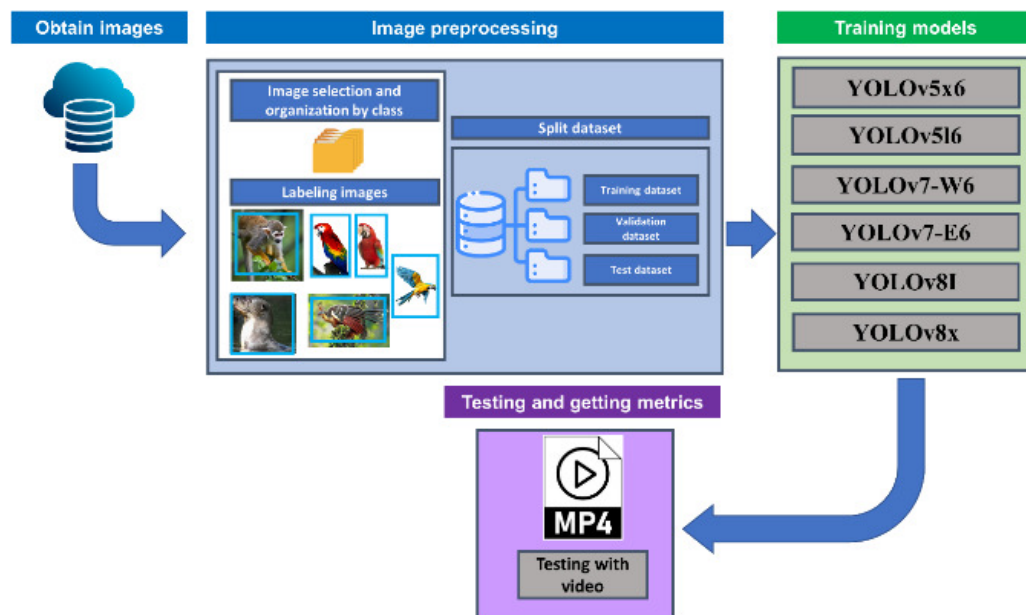 Obtain images
Image preprocessing
Training models
Image selection and
organization by class
Labeling images
Split dataset
Training dataset
Validation
dataset
Test dataset
YOLOv5x6
YOLOv5l6
YOLOv7-W6
YOLOv7-E6
YOLOv8l
YOLOv8x
Testing and getting metrics
MP4
Testing with
video